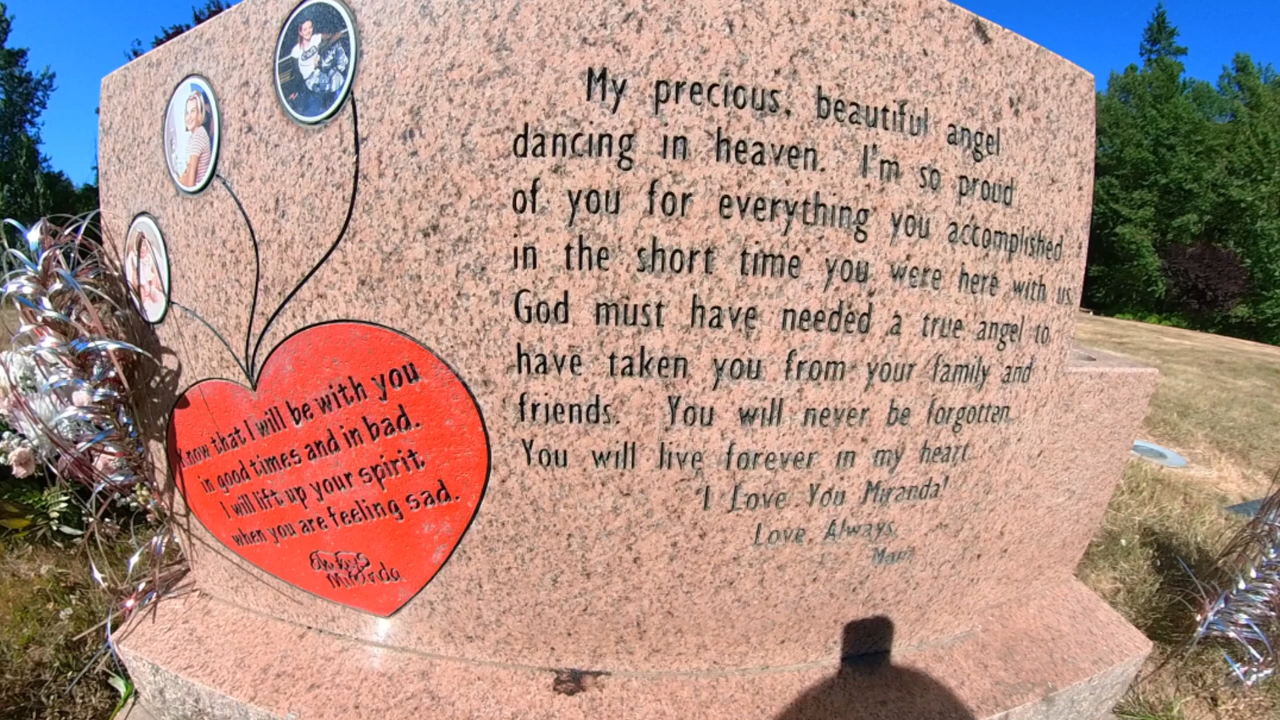 My precious, beautiful angel
dancing in heaven. I'm so proud
of you for everything you accomplished
in the short time you were here with us.
God must have needed a true angel to
have taken you from your family and
friends. You will never be forgotten.
You will live forever in my heart.
I Love You Miranda!
Love Always,
Mom
Know that I will be with you
in good times and in bad.
I will lift up your spirit
when you are feeling sad.
Always
Miranda